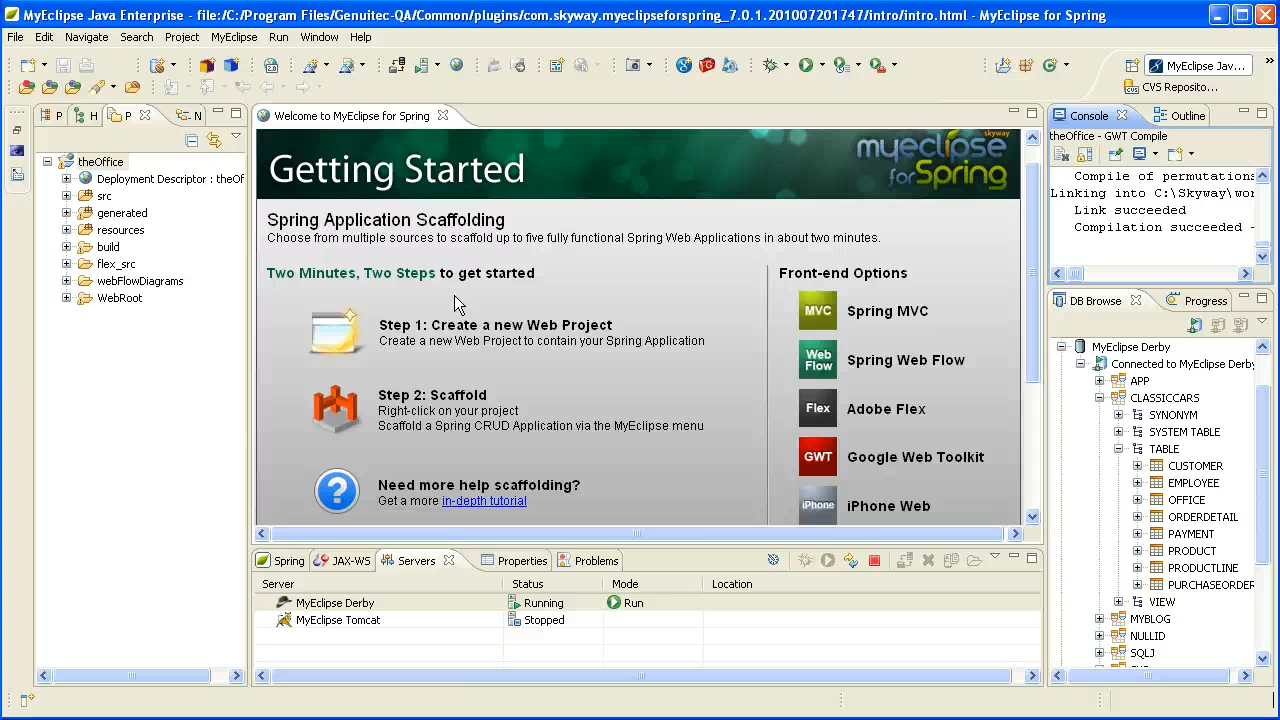 MyEclipse Java Enterprise - file:/C:/Program Files/Genuitec-QA/Common/plugins/com.skyway.myeclipseforspring_7.0.1.201007201747/intro/intro.html - MyEclipse for Spring
File Edit Navigate Search Project MyEclipse Run Window Help
MyEclipse Jav...
CVS Reposito...
P H P N
theOffice
Deployment Descriptor : theOf
src
generated
resources
build
flex_src
webFlowDiagrams
WebRoot
Welcome to MyEclipse for Spring
Getting Started
skyway
myeclipse
forSpring
Spring Application Scaffolding
Choose from multiple sources to scaffold up to five fully functional Spring Web Applications in about two minutes.
Two Minutes, Two Steps to get started
Step 1: Create a new Web Project
Create a new Web Project to contain your Spring Application
Step 2: Scaffold
Right-click on your project
Scaffold a Spring CRUD Application via the MyEclipse menu
Need more help scaffolding?
Get a more in-depth tutorial
Front-end Options
MVC Spring MVC
Web Flow Spring Web Flow
Flex Adobe Flex
GWT Google Web Toolkit
iPhone iPhone Web
Spring JAX-WS Servers Properties Problems
Server Status Mode Location
MyEclipse Derby Running Run
MyEclipse Tomcat Stopped
Console Outline
theOffice - GWT Compile
Compile of permutations
Linking into C:\Skyway\wor
Link succeeded
Compilation succeeded -
DB Browse Progress
MyEclipse Derby
Connected to MyEclipse Derby
APP
CLASSICCARS
SYNONYM
SYSTEM TABLE
TABLE
CUSTOMER
EMPLOYEE
OFFICE
ORDERDETAIL
PAYMENT
PRODUCT
PRODUCTLINE
PURCHASEORDER
VIEW
MYBLOG
NULLID
SQLJ